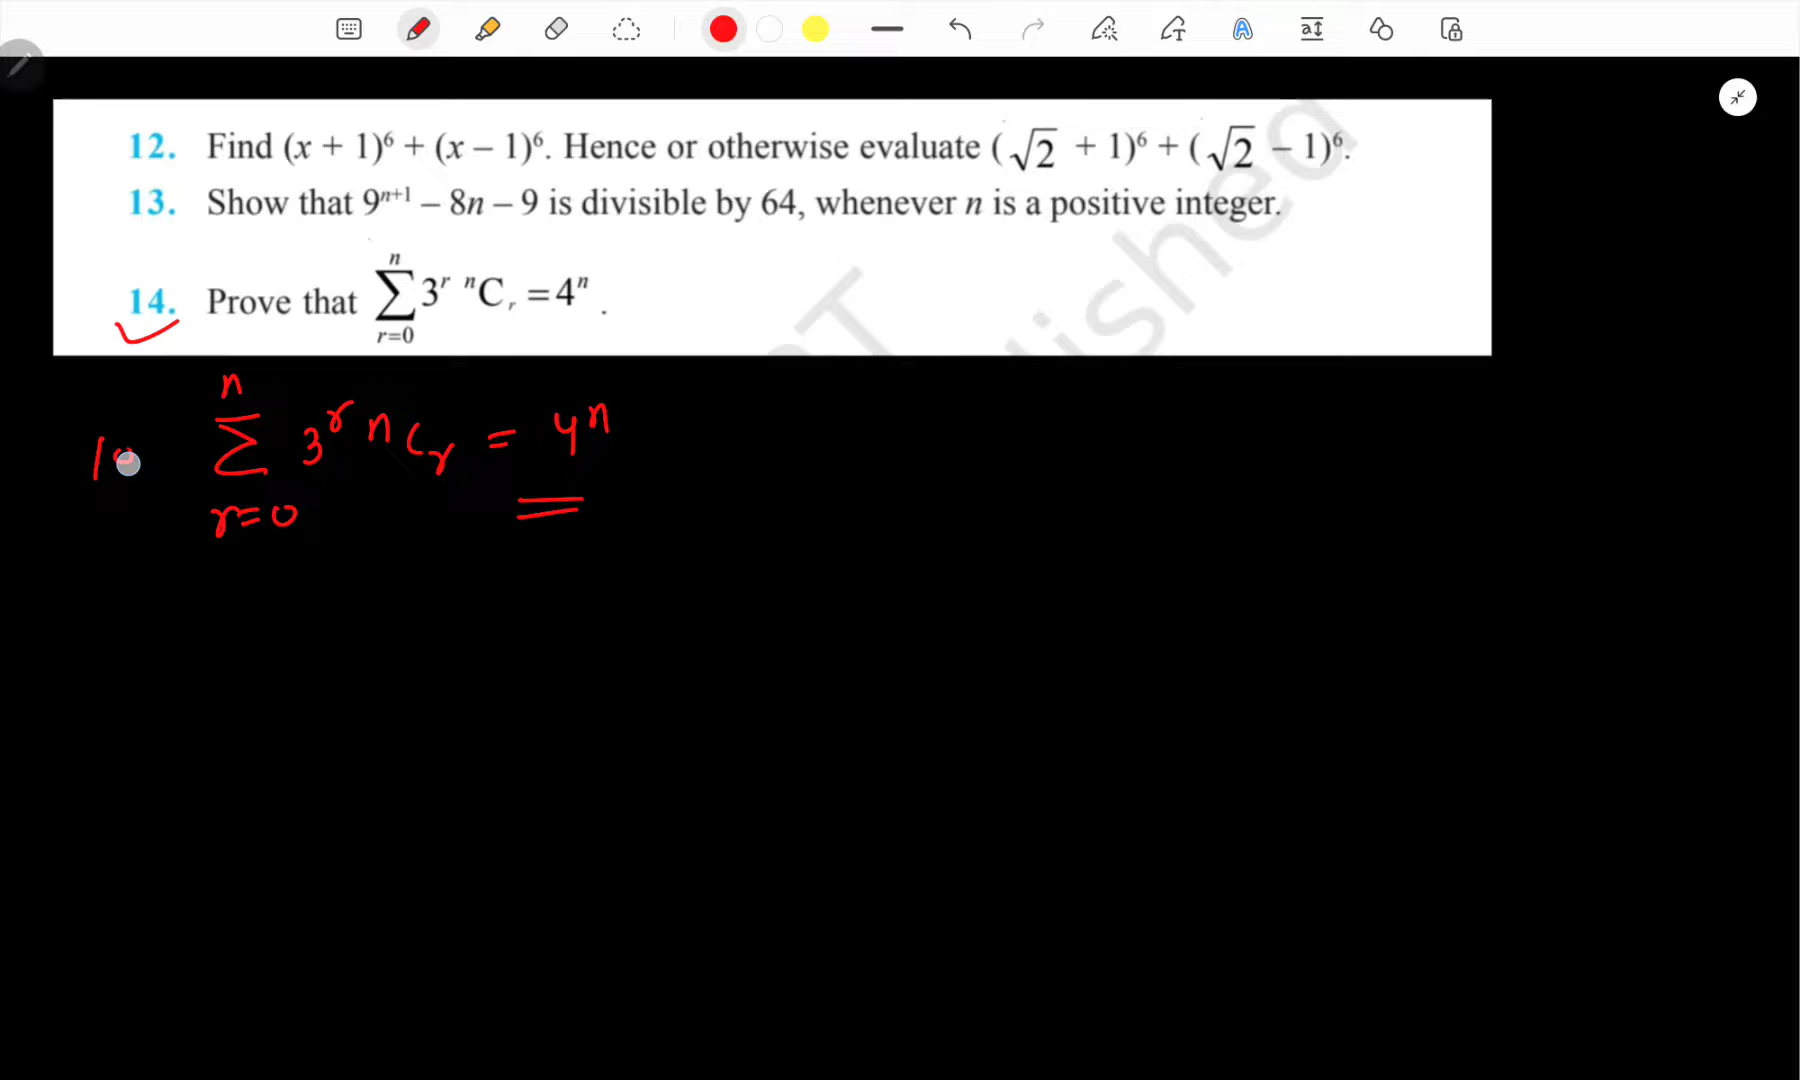 12. Find (x + 1)⁶ + (x – 1)⁶. Hence or otherwise evaluate (√2 + 1)⁶ + (√2 – 1)⁶.
13. Show that 9ⁿ⁺¹ – 8n – 9 is divisible by 64, whenever n is a positive integer.
n
14. Prove that ∑3ʳ ⁿCᵣ = 4ⁿ .
r=0
n
∑ 3ʳ ⁿCᵣ = 4ⁿ
r=0